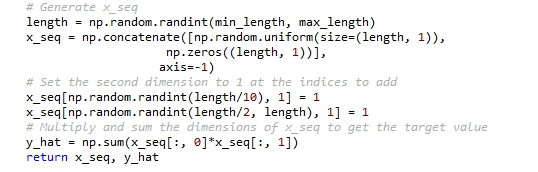 # Generate x_seq
length = np.random.randint(min_length, max_length)
x_seq = np.concatenate([np.random.uniform(size=(length, 1)),
np.zeros((length, 1))],
axis=-1)
# Set the second dimension to 1 at the indices to add
x_seq[np.random.randint(length/10), 1] = 1
x_seq[np.random.randint(length/2, length), 1] = 1
# Multiply and sum the dimensions of x_seq to get the target value
y_hat = np.sum(x_seq[:, 0]*x_seq[:, 1])
return x_seq, y_hat